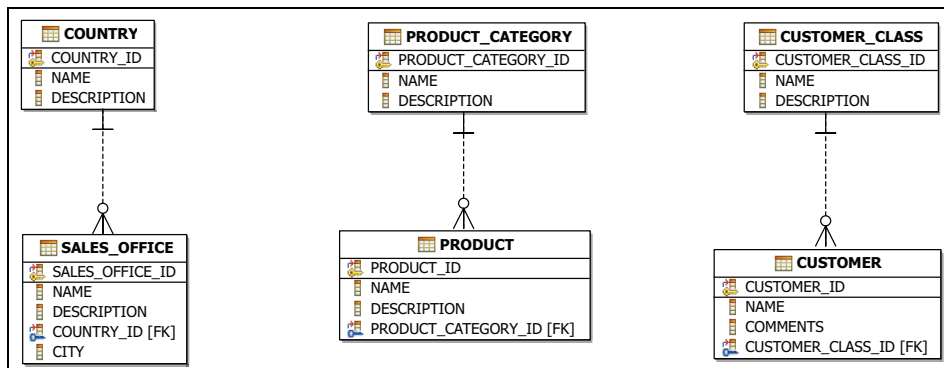 COUNTRY
COUNTRY_ID
NAME
DESCRIPTION
SALES_OFFICE
SALES_OFFICE_ID
NAME
DESCRIPTION
COUNTRY_ID [FK]
CITY
PRODUCT_CATEGORY
PRODUCT_CATEGORY_ID
NAME
DESCRIPTION
PRODUCT
PRODUCT_ID
NAME
DESCRIPTION
PRODUCT_CATEGORY_ID [FK]
CUSTOMER_CLASS
CUSTOMER_CLASS_ID
NAME
DESCRIPTION
CUSTOMER
CUSTOMER_ID
NAME
COMMENTS
CUSTOMER_CLASS_ID [FK]